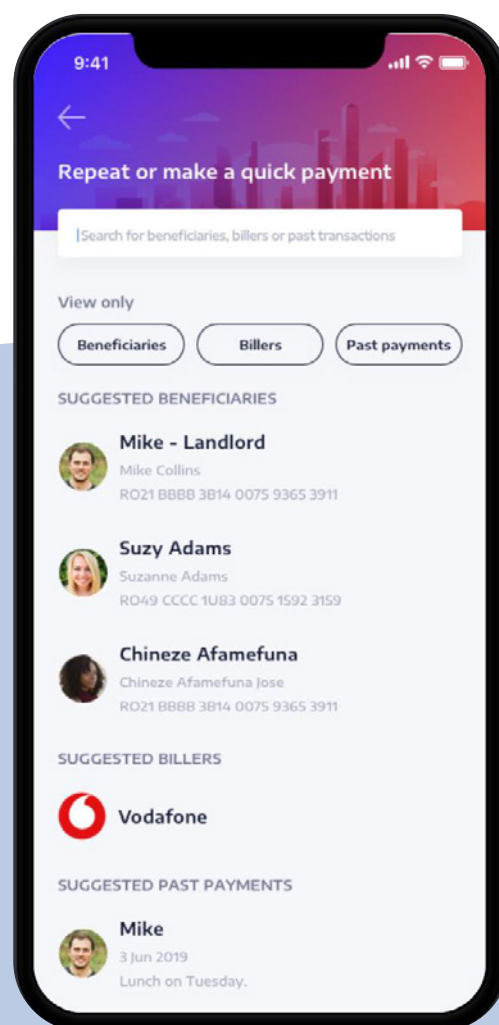 9:41
Repeat or make a quick payment
Search for beneficiaries, billers or past transactions
View only
Beneficiaries Billers Past payments
SUGGESTED BENEFICIARIES
Mike - Landlord
Mike Collins
RO21 BBBB 3B14 0075 9365 3911
Suzy Adams
Suzanne Adams
RO49 CCCC 1U83 0075 1592 3159
Chineze Afamefuna
Chineze Afamefuna Jose
RO21 BBBB 3B14 0075 9365 3911
SUGGESTED BILLERS
Vodafone
SUGGESTED PAST PAYMENTS
Mike
3 Jun 2019
Lunch on Tuesday.